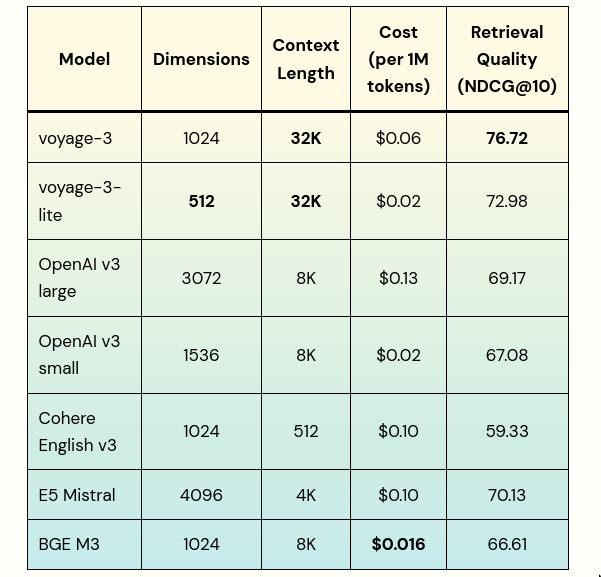 Model Dimensions Context Length Cost (per 1M tokens) Retrieval Quality (NDCG@10)
voyage-3 1024 32K $0.06 76.72
voyage-3-lite 512 32K $0.02 72.98
OpenAI v3 large 3072 8K $0.13 69.17
OpenAI v3 small 1536 8K $0.02 67.08
Cohere English v3 1024 512 $0.10 59.33
E5 Mistral 4096 4K $0.10 70.13
BGE M3 1024 8K $0.016 66.61